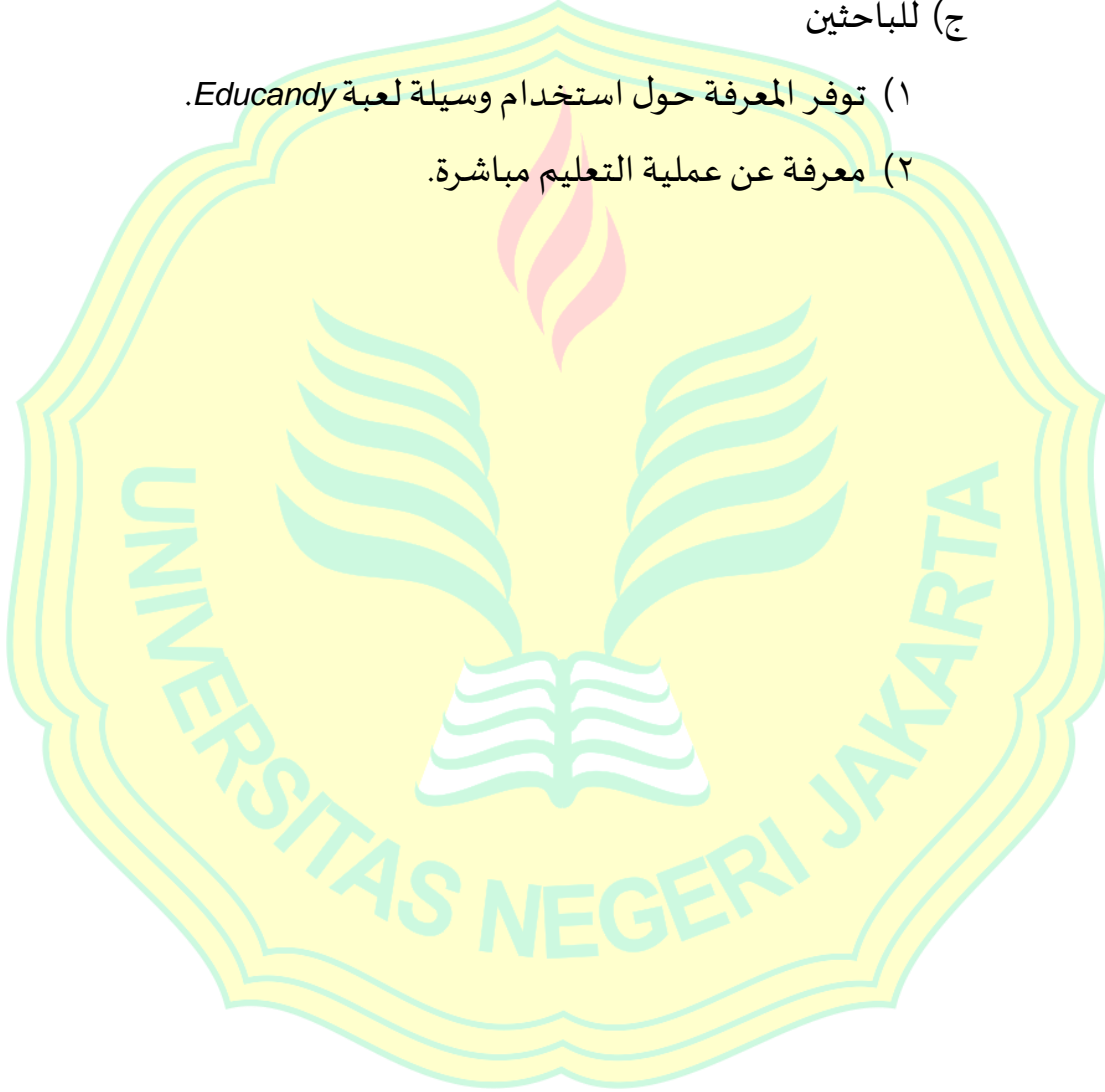 ج) للباحثين
١) توفر المعرفة حول استخدام وسيلة لعبة Educandy.
٢) معرفة عن عملية التعليم مباشرة.
UNIVERSITAS NEGERI JAKARTA